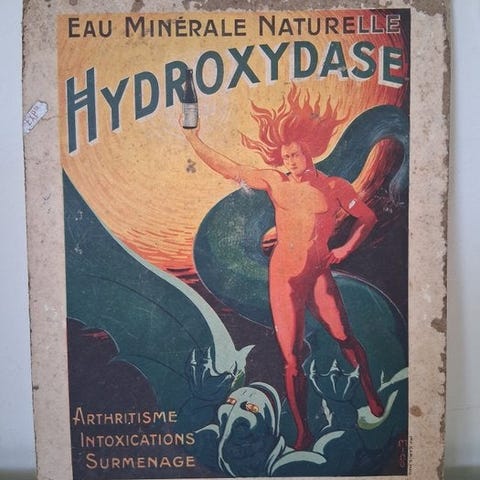 EAU MINÉRALE NATURELLE
HYDROXYDASE
ARTHRITISME
INTOXICATIONS
SURMENAGE